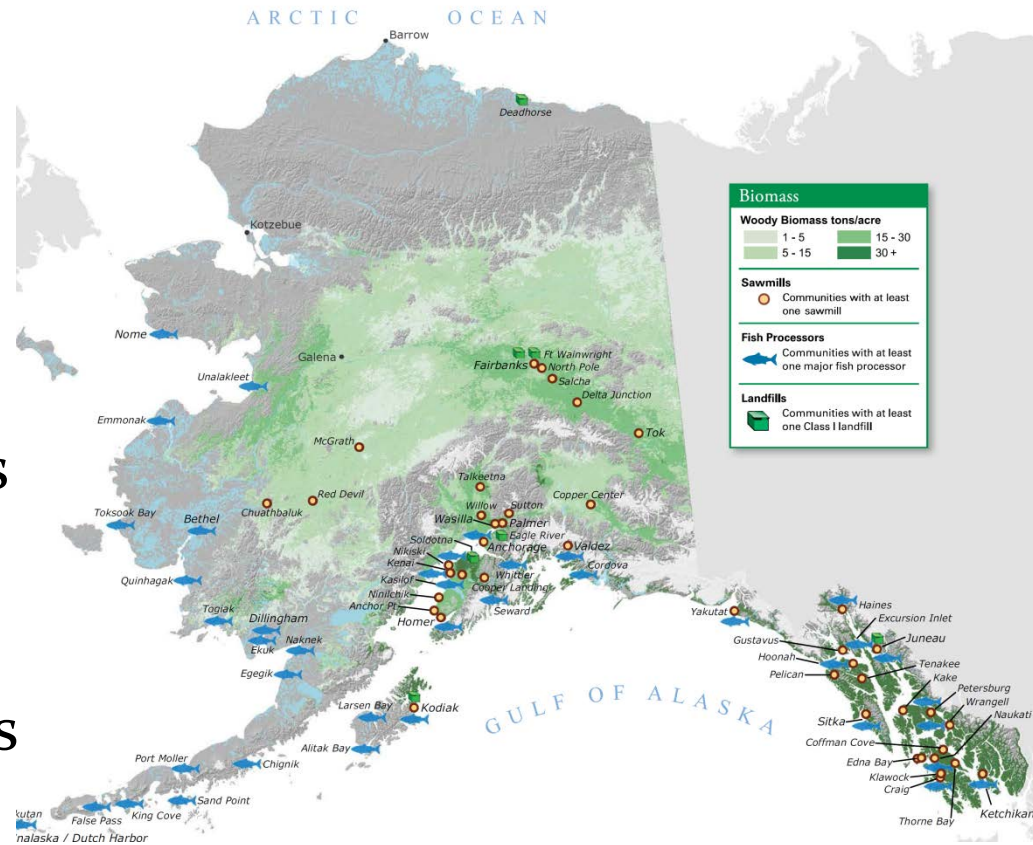 ARCTIC OCEAN
Barrow
Deadhorse
Kotzebue
Biomass
Woody Biomass tons/acre
1 - 5
15 - 30
5 - 15
30 +
Sawmills
Communities with at least
one sawmill
Fish Processors
Communities with at least
one major fish processor
Landfills
Communities with at least
one Class I landfill
Nome
Galena
Ft Wainwright
Fairbanks
North Pole
Salcha
Unalakleet
Delta Junction
Emmonak
McGrath
Tok
s
Talkeetna
Red Devil
Copper Center
Chuathbaluk
Willow
Sutton
Toksook Bay
Bethel
Wasilla
Palmer
Eagle River
Soldotna
Anchorage
Valdez
Nikiski
Kenai
Whittier
Cordova
Quinhagak
Kasilof
Cooper Landing
Ninilchik
Seward
Togiak
Anchor Pt
Dillingham
Homer
Yakutat
Haines
Excursion Inlet
Ekuk
Naknek
Gustavus
Juneau
Hoonah
Tenakee
Egegik
Pelican
Kake
Petersburg
Larsen Bay
Kodiak
GULF OF ALASKA
Wrangell
Naukati
s
Sitka
Alitak Bay
Coffman Cove
Port Moller
Chignik
Edna Bay
Klawock
Craig
Sand Point
kutan
False Pass
King Cove
Thorne Bay
Ketchikan
nalaska / Dutch Harbor